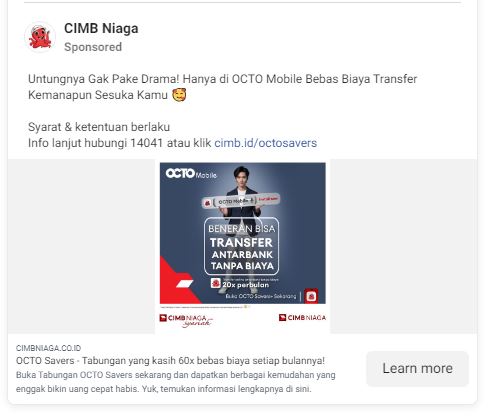 CIMB Niaga
Sponsored
Untungnya Gak Pake Drama! Hanya di OCTO Mobile Bebas Biaya Transfer
Kemanapun Sesuka Kamu 🥰
Syarat & ketentuan berlaku
Info lanjut hubungi 14041 atau klik cimb.id/octosavers
OCTO Mobile
OCTO Mobile
BENERAN BISA
TRANSFER
ANTARBANK
TANPA BIAYA
20x perbulan
Buka OCTO Savers Sekarang
CIMB NIAGA
syariah
CIMB NIAGA
CIMBNIAGA.CO.ID
OCTO Savers - Tabungan yang kasih 60x bebas biaya setiap bulannya!
Buka Tabungan OCTO Savers sekarang dan dapatkan berbagai kemudahan yang
enggak bikin uang cepat habis. Yuk, temukan informasi lengkapnya di sini.
Learn more